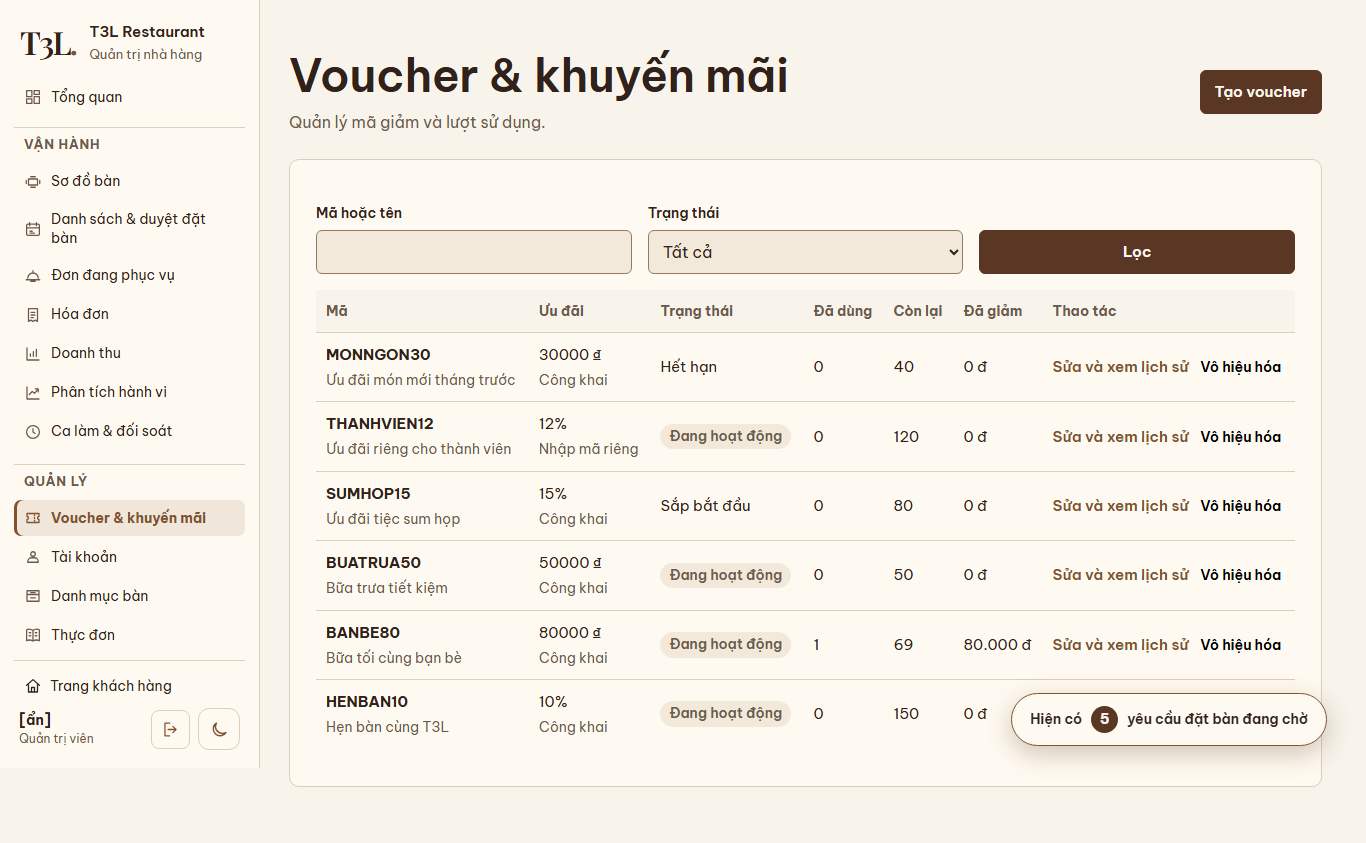 T3L.
T3L Restaurant
Quản trị nhà hàng
Tổng quan
VẬN HÀNH
Sơ đồ bàn
Danh sách & duyệt đặt
bàn
Đơn đang phục vụ
Hóa đơn
Doanh thu
Phân tích hành vi
Ca làm & đối soát
QUẢN LÝ
Voucher & khuyến mãi
Tài khoản
Danh mục bàn
Thực đơn
Trang khách hàng
[ẩn]
Quản trị viên
Voucher & khuyến mãi
Quản lý mã giảm và lượt sử dụng.
Tạo voucher
Mã hoặc tên
Trạng thái
Tất cả
Lọc
Mã Ưu đãi Trạng thái Đã dùng Còn lại Đã giảm Thao tác
MONNGON30 30000 ₫
Ưu đãi món mới tháng trước Công khai
Hết hạn 0 40 0 đ Sửa và xem lịch sử Vô hiệu hóa
THANHVIEN12 12%
Ưu đãi riêng cho thành viên Nhập mã riêng
Đang hoạt động 0 120 0 đ Sửa và xem lịch sử Vô hiệu hóa
SUMHOP15 15%
Ưu đãi tiệc sum họp Công khai
Sắp bắt đầu 0 80 0 đ Sửa và xem lịch sử Vô hiệu hóa
BUATRUA50 50000 ₫
Bữa trưa tiết kiệm Công khai
Đang hoạt động 0 50 0 đ Sửa và xem lịch sử Vô hiệu hóa
BANBE80 80000 ₫
Bữa tối cùng bạn bè Công khai
Đang hoạt động 1 69 80.000 đ Sửa và xem lịch sử Vô hiệu hóa
HENBAN10 10%
Hẹn bàn cùng T3L Công khai
Đang hoạt động 0 150 0 đ
Hiện có 5 yêu cầu đặt bàn đang chờ